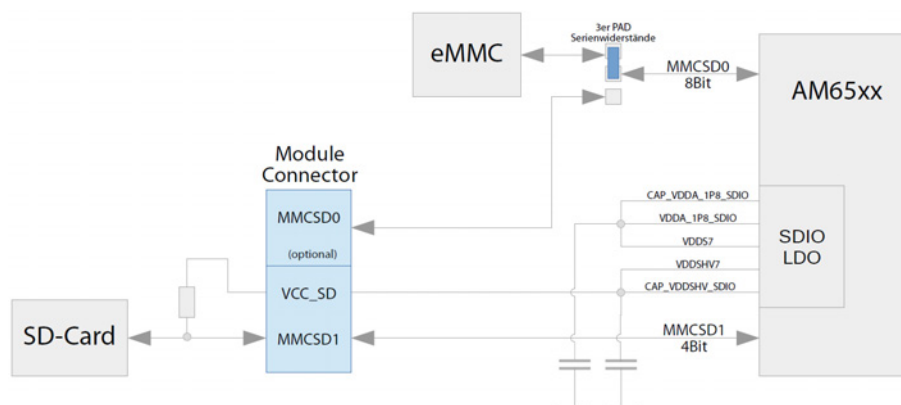 3er PAD
Serienwiderstände
eMMC
MMCSD0
8Bit
AM65xx
Module
Connector
MMCSD0
(optional)
VCC_SD
MMCSD1
SD-Card
CAP_VDDA_1P8_SDIO
VDDA_1P8_SDIO
VDDS7
VDDSHV7
CAP_VDDSHV_SDIO
SDIO
LDO
MMCSD1
4Bit